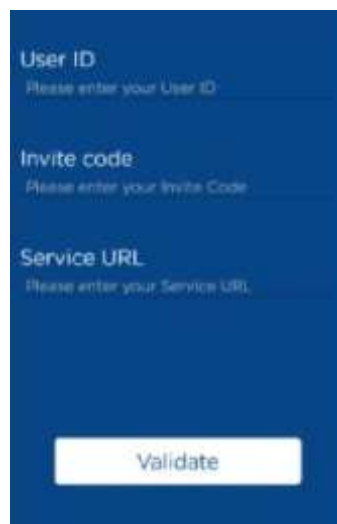 User ID
Please enter your User ID
Invite code
Please enter your Invite Code
Service URL
Please enter your Service URL
Validate